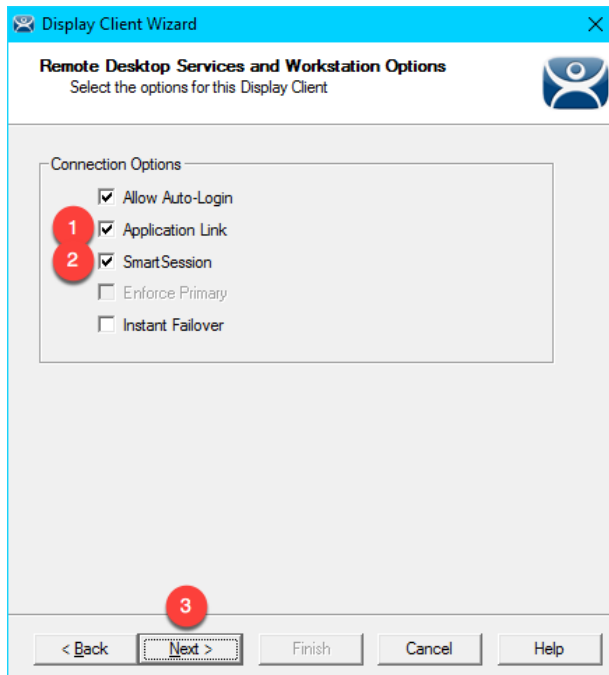 Display Client Wizard
Remote Desktop Services and Workstation Options
Select the options for this Display Client
Connection Options
Allow Auto-Login
1 Application Link
2 SmartSession
Enforce Primary
Instant Failover
3
< Back Next > Finish Cancel Help